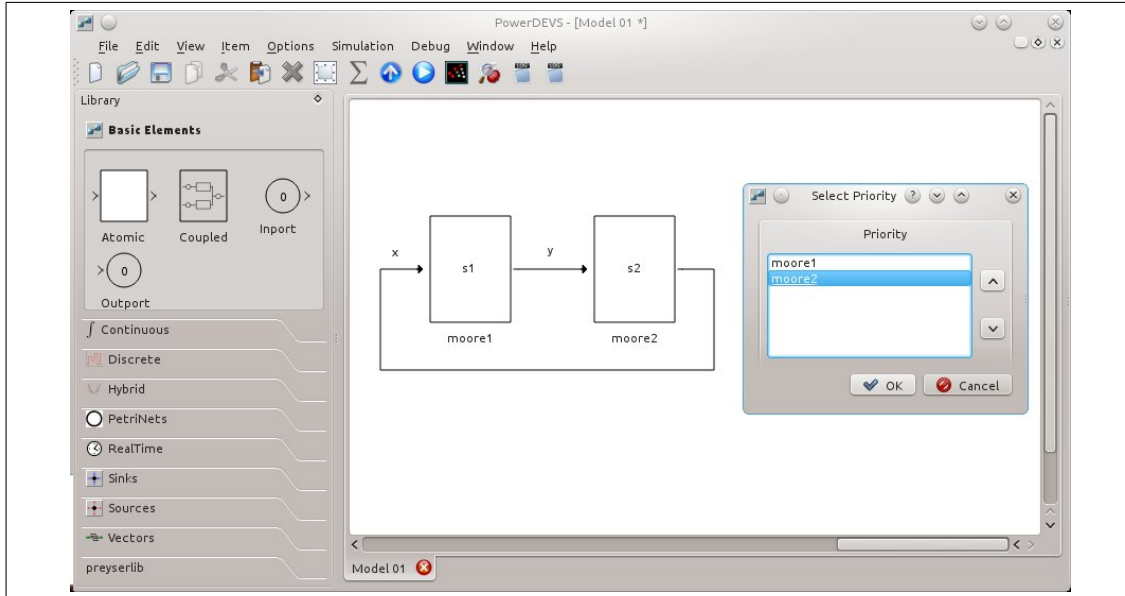 PowerDEVS - [Model 01 *]
File Edit View Item Options Simulation Debug Window Help
Library
Basic Elements
Atomic
Coupled
0
Inport
0
Outport
Continuous
Discrete
Hybrid
PetriNets
RealTime
Sinks
Sources
Vectors
preyserlib
x
s1
moore1
y
s2
moore2
Select Priority
Priority
moore1
moore2
OK
Cancel
Model 01